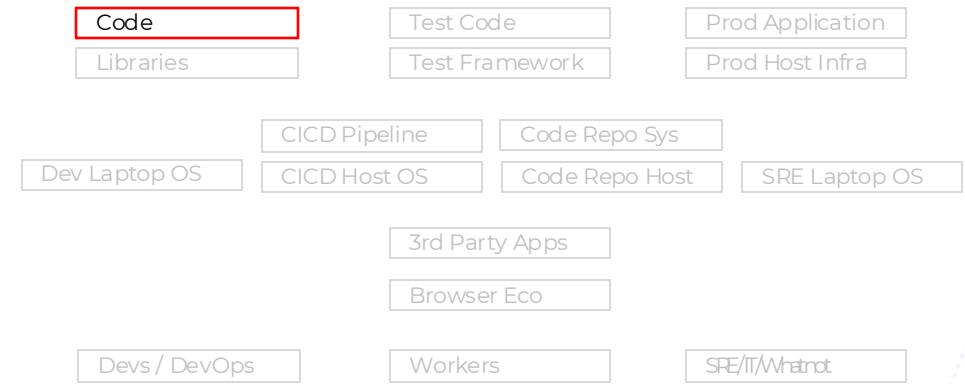 Code
Test Code
Prod Application
Libraries
Test Framework
Prod Host Infra
CICD Pipeline
Code Repo Sys
Dev Laptop OS
CICD Host OS
Code Repo Host
SRE Laptop OS
3rd Party Apps
Browser Eco
Devs / DevOps
Workers
SRE/IT/Whatnot